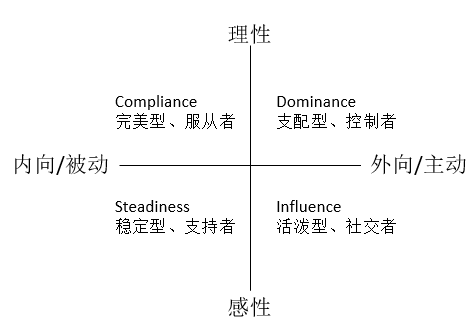 理性
Compliance
完美型、服从者
Dominance
支配型、控制者
内向/被动
外向/主动
Steadiness
稳定型、支持者
Influence
活泼型、社交者
感性